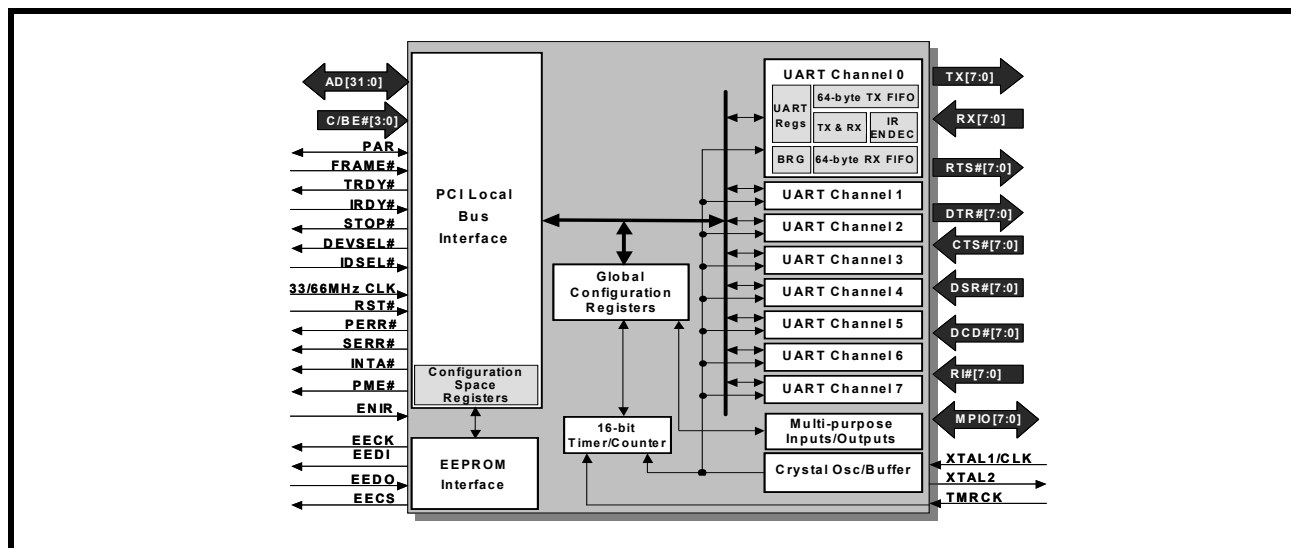 AD[31:0]
C/BE#[3:0]
PAR
FRAME#
TRDY#
IRDY#
STOP#
DEVSEL#
IDSEL#
33/66MHz CLK
RST#
PERR#
SERR#
INTA#
PME#
ENIR
EECK
EEDI
EEDO
EECS
PCI Local
Bus
Interface
Configuration
Space
Registers
EEPROM
Interface
Global
Configuration
Registers
16-bit
Timer/Counter
UART Channel 0
UART
Regs
64-byte TX FIFO
TX & RX
IR
ENDEC
BRG
64-byte RX FIFO
UART Channel 1
UART Channel 2
UART Channel 3
UART Channel 4
UART Channel 5
UART Channel 6
UART Channel 7
Multi-purpose
Inputs/Outputs
Crystal Osc/Buffer
TX[7:0]
RX[7:0]
RTS#[7:0]
DTR#[7:0]
CTS#[7:0]
DSR#[7:0]
DCD#[7:0]
RI#[7:0]
MPIO[7:0]
XTAL1/CLK
XTAL2
TMRCK